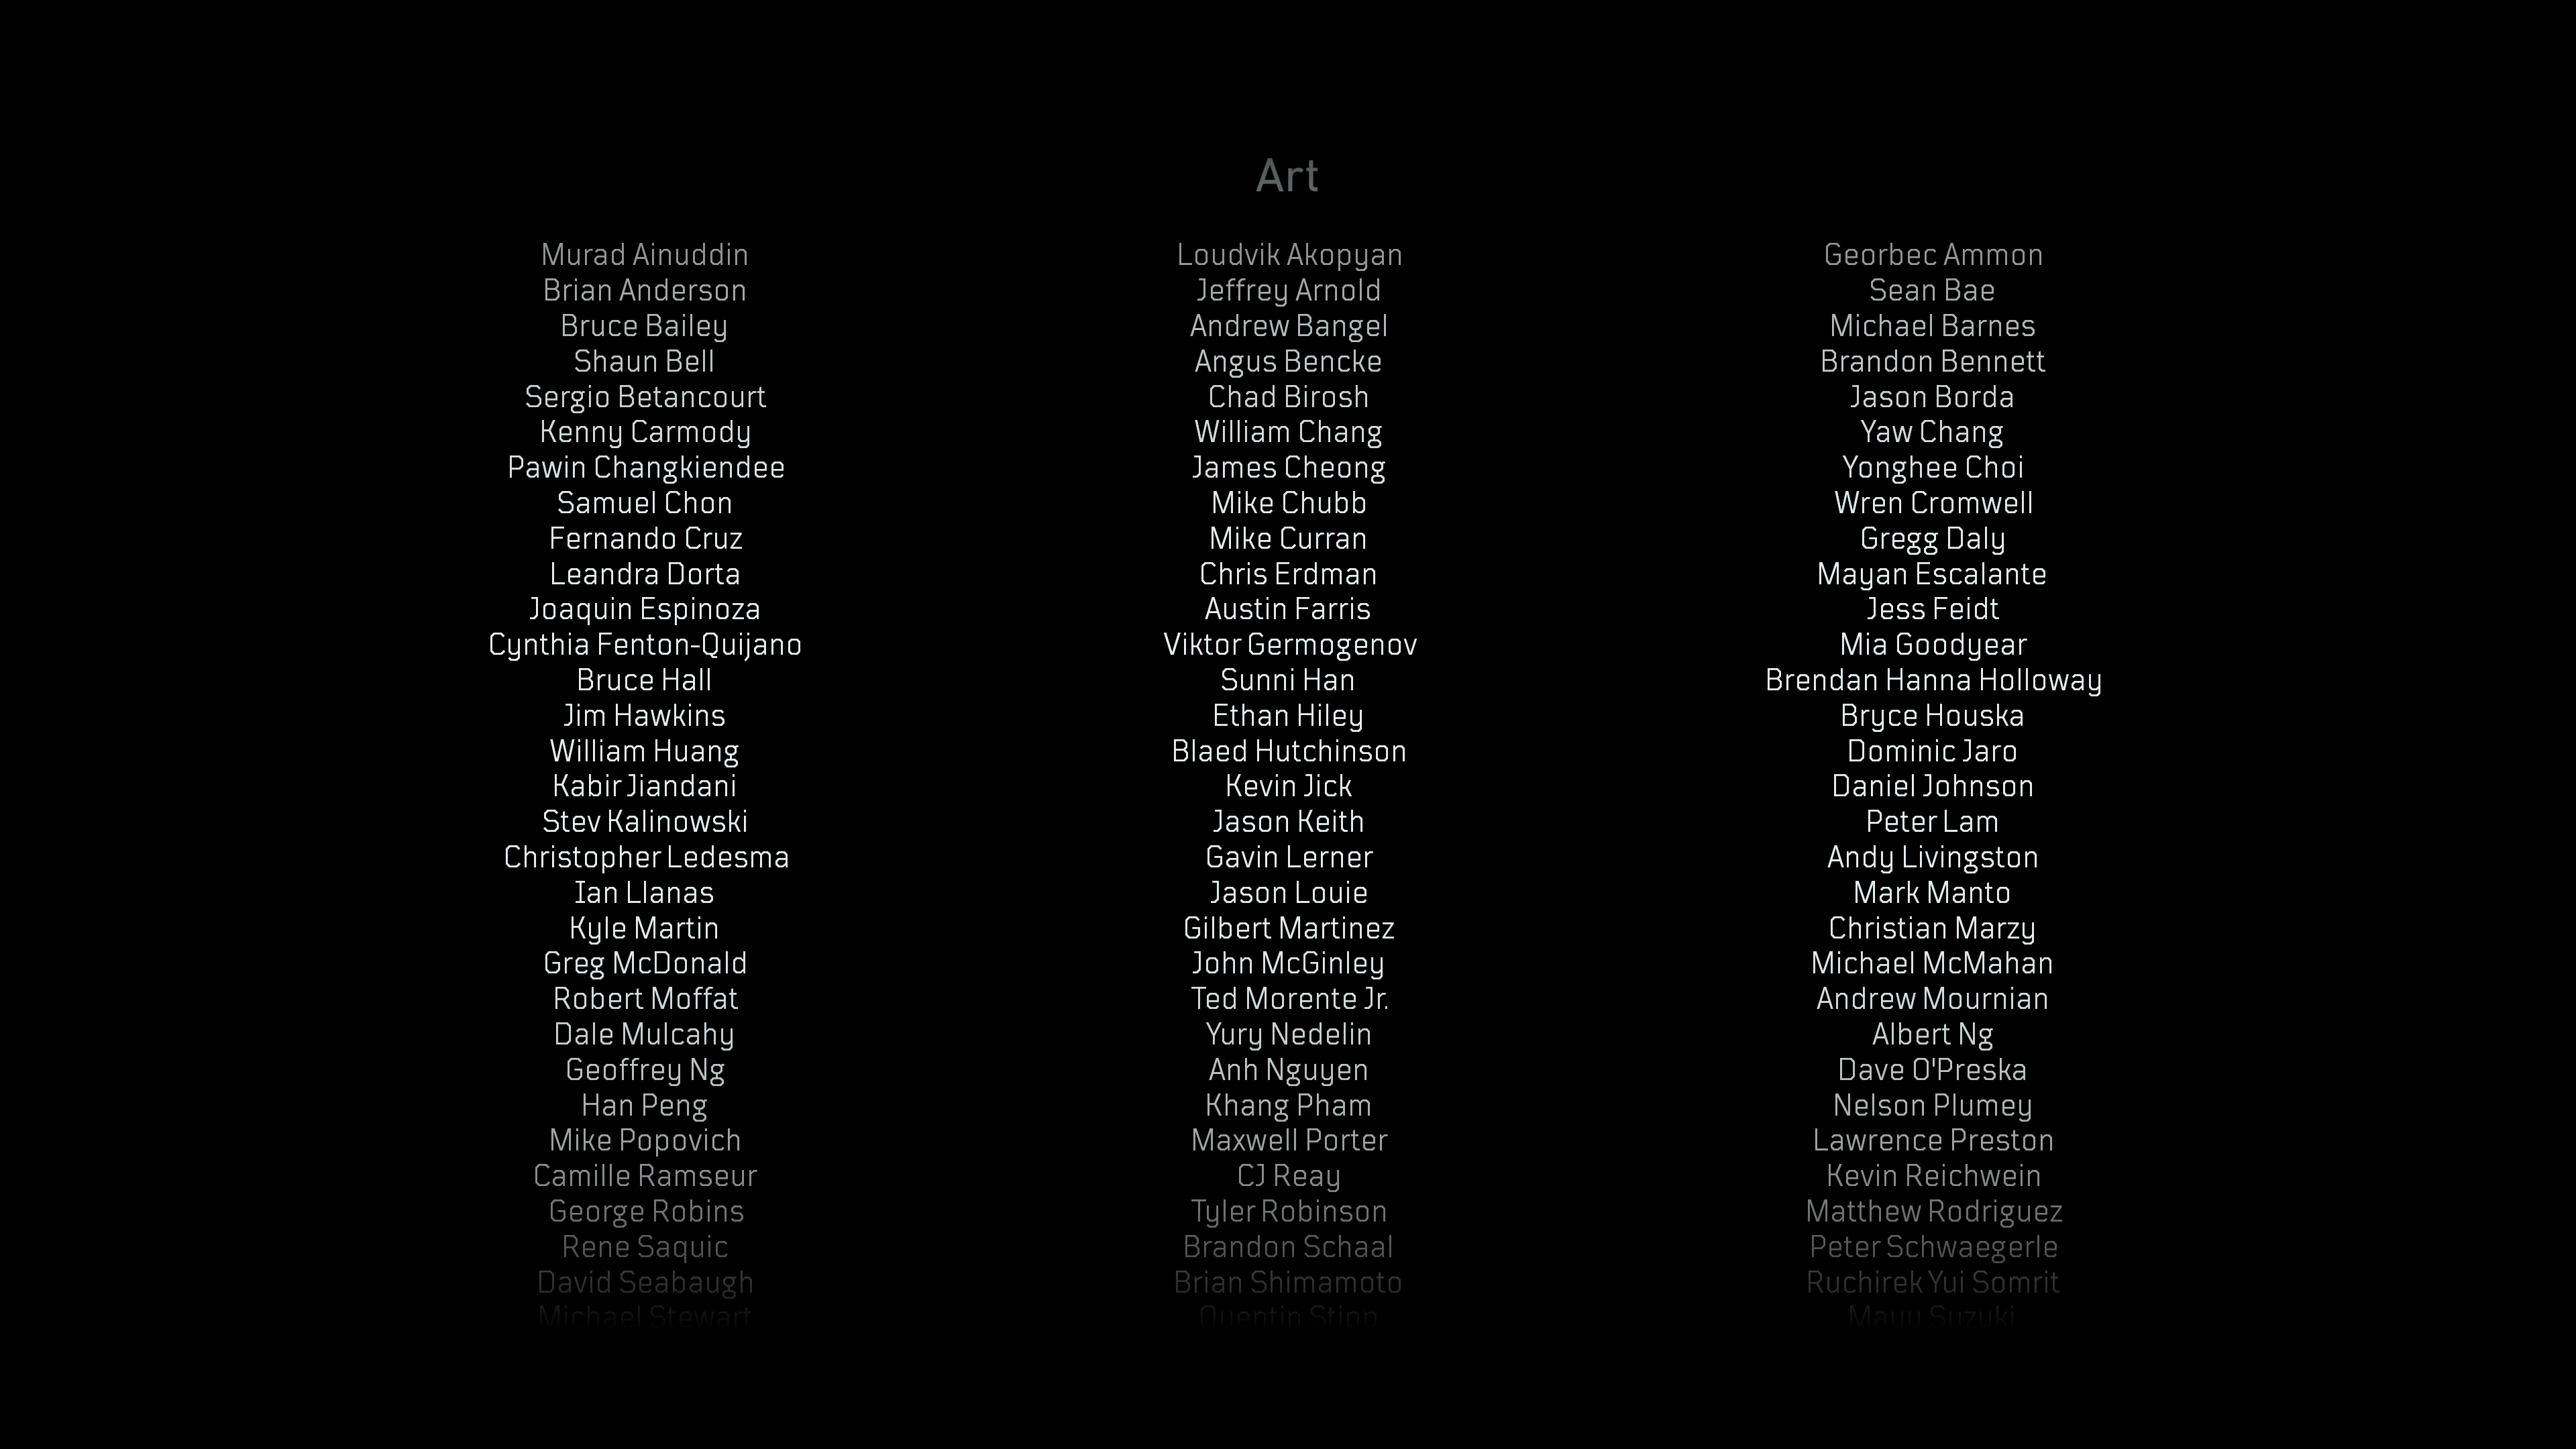 Art
Murad Ainuddin Loudvik Akopyan Georbec Ammon
Brian Anderson Jeffrey Arnold Sean Bae
Bruce Bailey Andrew Bangel Michael Barnes
Shaun Bell Angus Bencke Brandon Bennett
Sergio Betancourt Chad Birosh Jason Borda
Kenny Carmody William Chang Yaw Chang
Pawin Changkiendee James Cheong Yonghee Choi
Samuel Chon Mike Chubb Wren Cromwell
Fernando Cruz Mike Curran Gregg Daly
Leandra Dorta Chris Erdman Mayan Escalante
Joaquin Espinoza Austin Farris Jess Feidt
Cynthia Fenton-Quijano Viktor Germogenov Mia Goodyear
Bruce Hall Sunni Han Brendan Hanna Holloway
Jim Hawkins Ethan Hiley Bryce Houska
William Huang Blaed Hutchinson Dominic Jaro
Kabir Jiandani Kevin Jick Daniel Johnson
Stev Kalinowski Jason Keith Peter Lam
Christopher Ledesma Gavin Lerner Andy Livingston
Ian Llanas Jason Louie Mark Manto
Kyle Martin Gilbert Martinez Christian Marzy
Greg McDonald John McGinley Michael McMahan
Robert Moffat Ted Morente Jr. Andrew Mournian
Dale Mulcahy Yury Nedelin Albert Ng
Geoffrey Ng Anh Nguyen Dave O'Preska
Han Peng Khang Pham Nelson Plumey
Mike Popovich Maxwell Porter Lawrence Preston
Camille Ramseur CJ Reay Kevin Reichwein
George Robins Tyler Robinson Matthew Rodriguez
Rene Saquic Brandon Schaal Peter Schwaegerle
David Seabaugh Brian Shimamoto Ruchirek Yui Somrit
Michael Stewart Quentin Stipp Mayu Suzuki